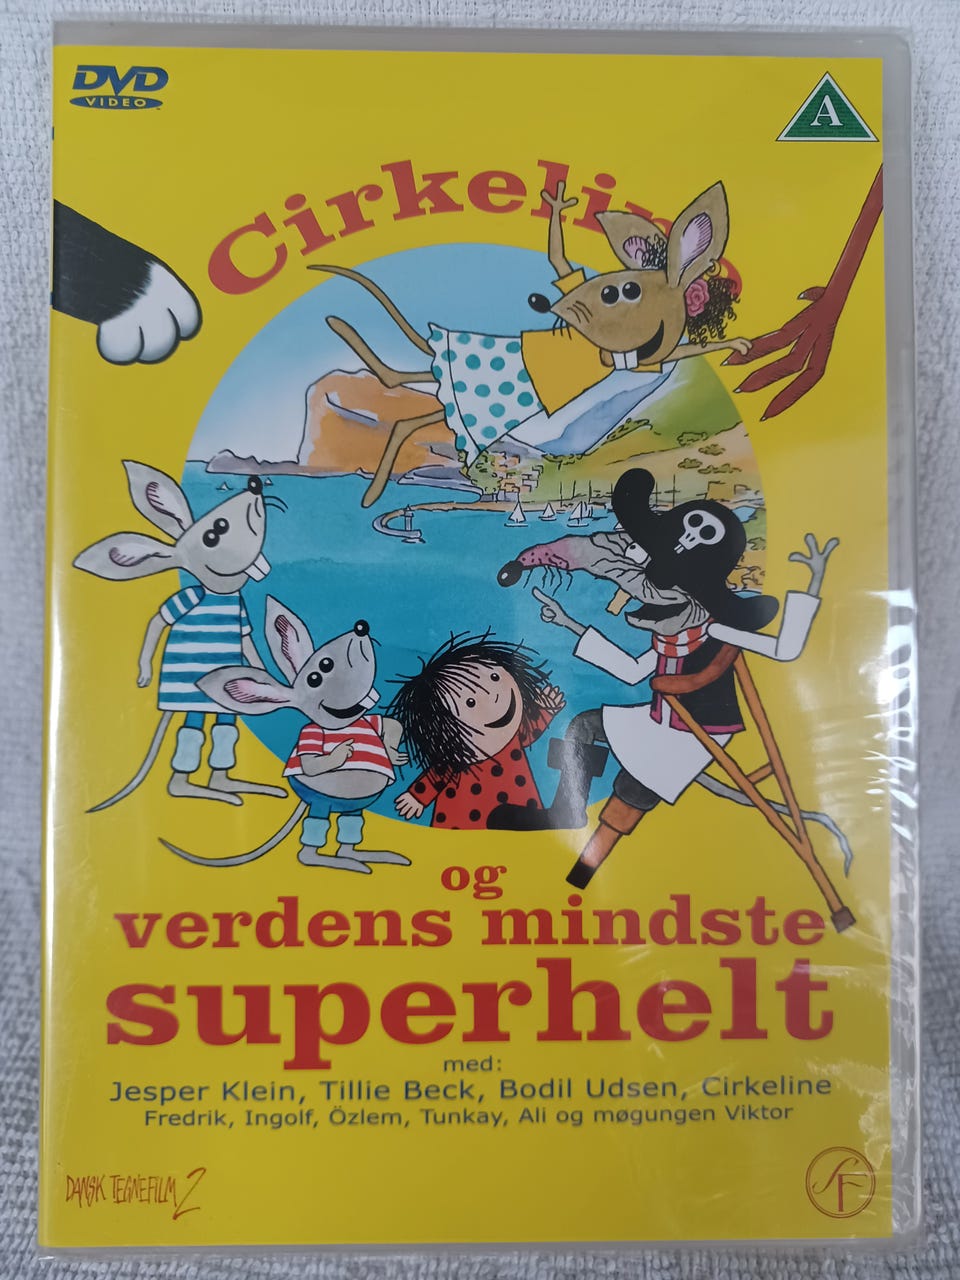 DVD
VIDEO
A
Cirkeline
og
verdens mindste
superhelt
med:
Jesper Klein, Tillie Beck, Bodil Udsen, Cirkeline
Fredrik, Ingolf, Özlem, Tunkay, Ali og møgungen Viktor
DANSK TEGNEFILM 2
SF